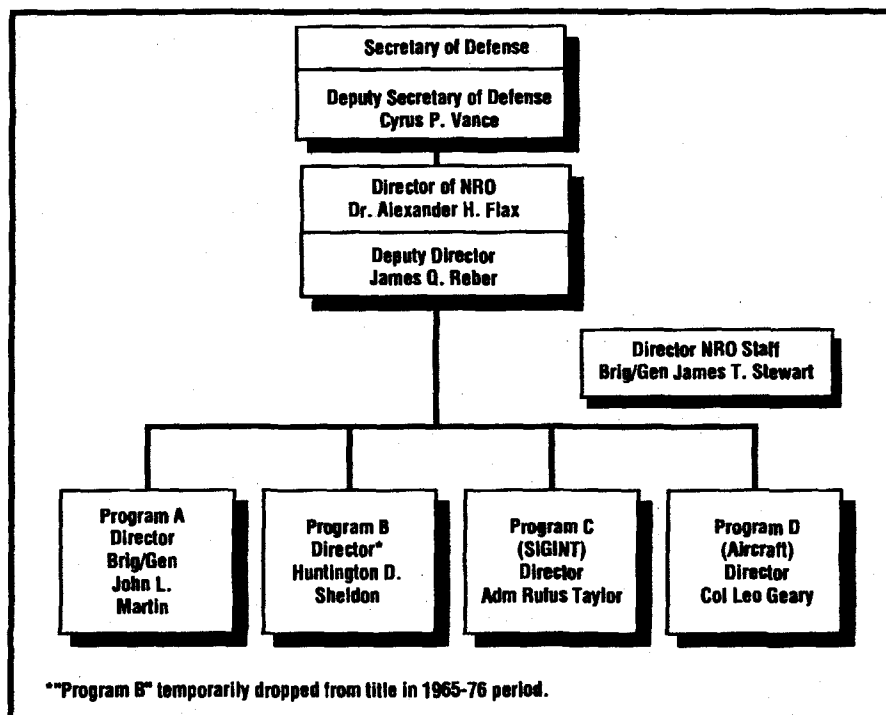 Secretary of Defense
Deputy Secretary of Defense
Cyrus P. Vance
Director of NRO
Dr. Alexander H. Flax
Deputy Director
James Q. Reber
Director NRO Staff
Brig/Gen James T. Stewart
Program A
Director
Brig/Gen
John L.
Martin
Program B
Director*
Huntington D.
Sheldon
Program C
(SIGINT)
Director
Adm Rufus Taylor
Program D
(Aircraft)
Director
Col Leo Geary
*"Program B" temporarily dropped from title in 1965-76 period.